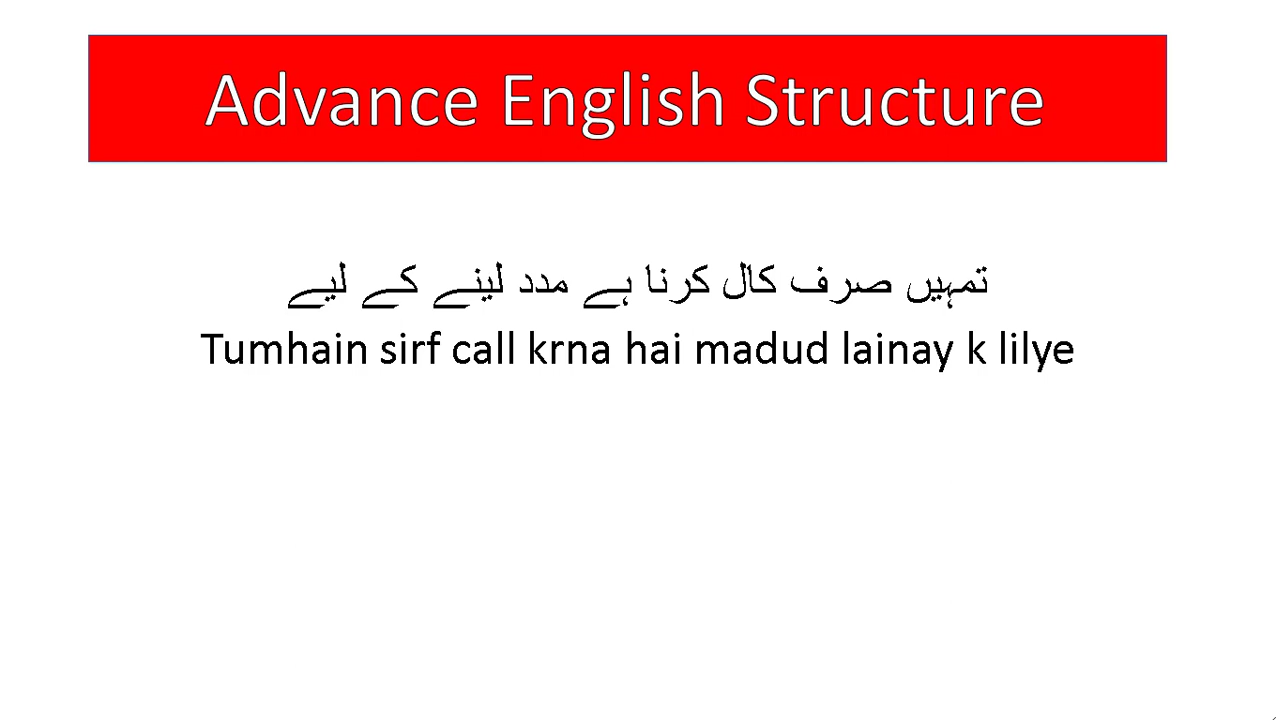 Advance English Structure
تمہیں صرف کال کرنا ہے مدد لینے کے لیے
Tumhain sirf call krna hai madud lainay k lilye